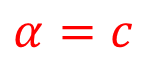 α = c